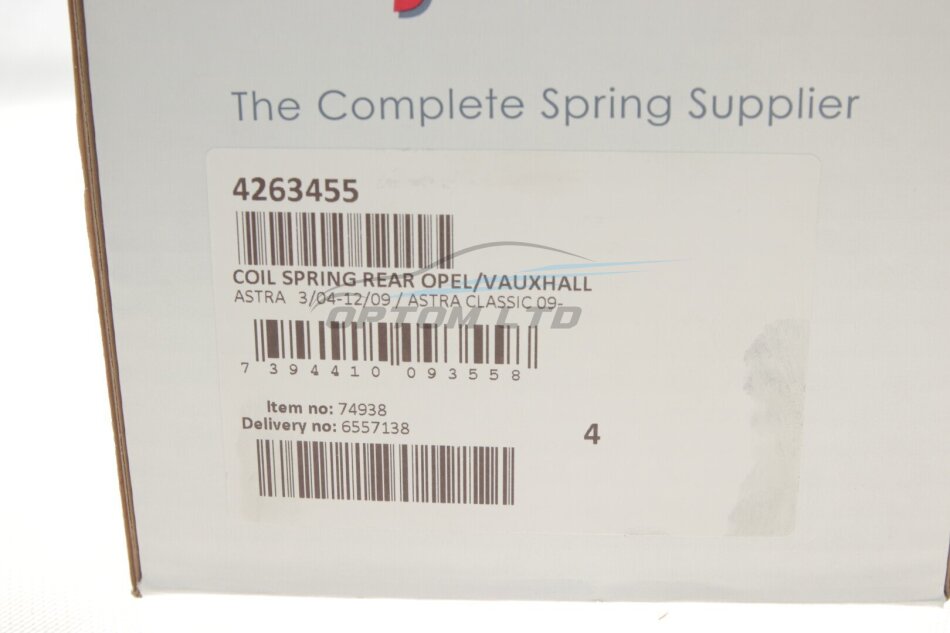 The Complete Spring Supplier
4263455
COIL SPRING REAR OPEL/VAUXHALL
ASTRA 3/04-12/09 / ASTRA CLASSIC 09-
OPTOM LTD
7 394410 093558
Item no: 74938
Delivery no: 6557138
4